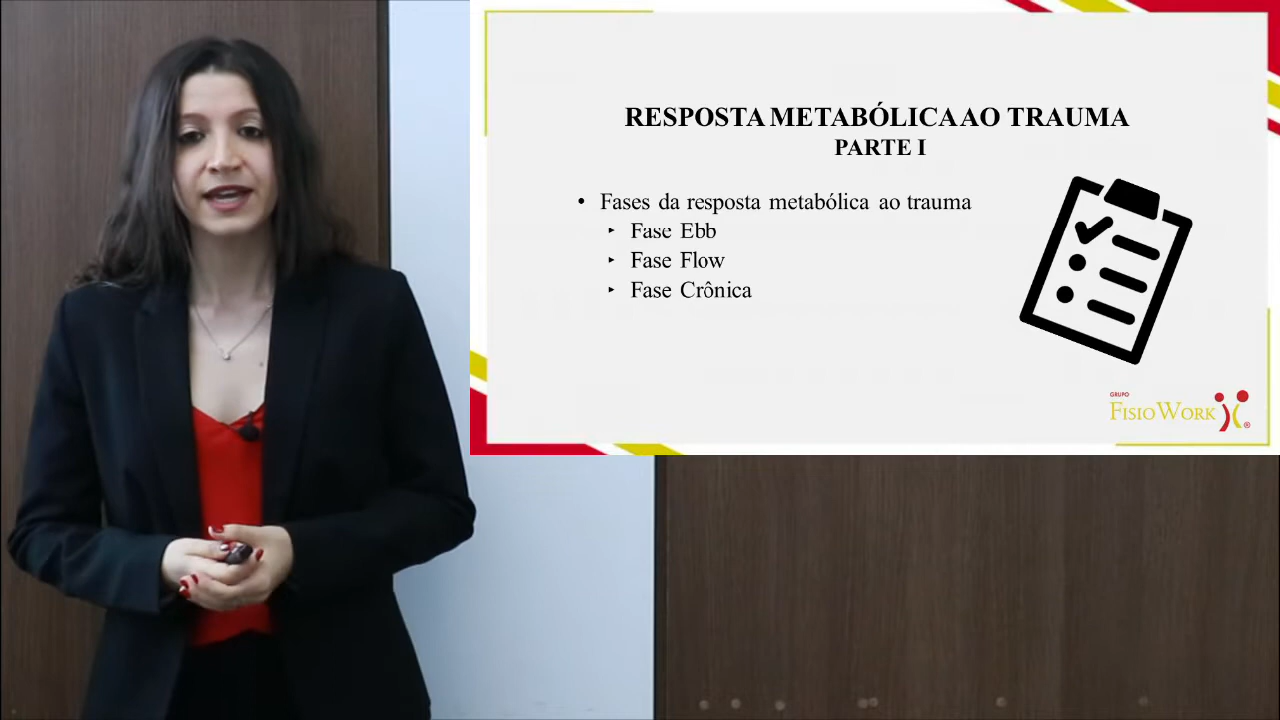 RESPOSTA METABÓLICA AO TRAUMA
PARTE I
• Fases da resposta metabólica ao trauma
‣ Fase Ebb
‣ Fase Flow
‣ Fase Crônica
GRUPO
FISIOWORK ®